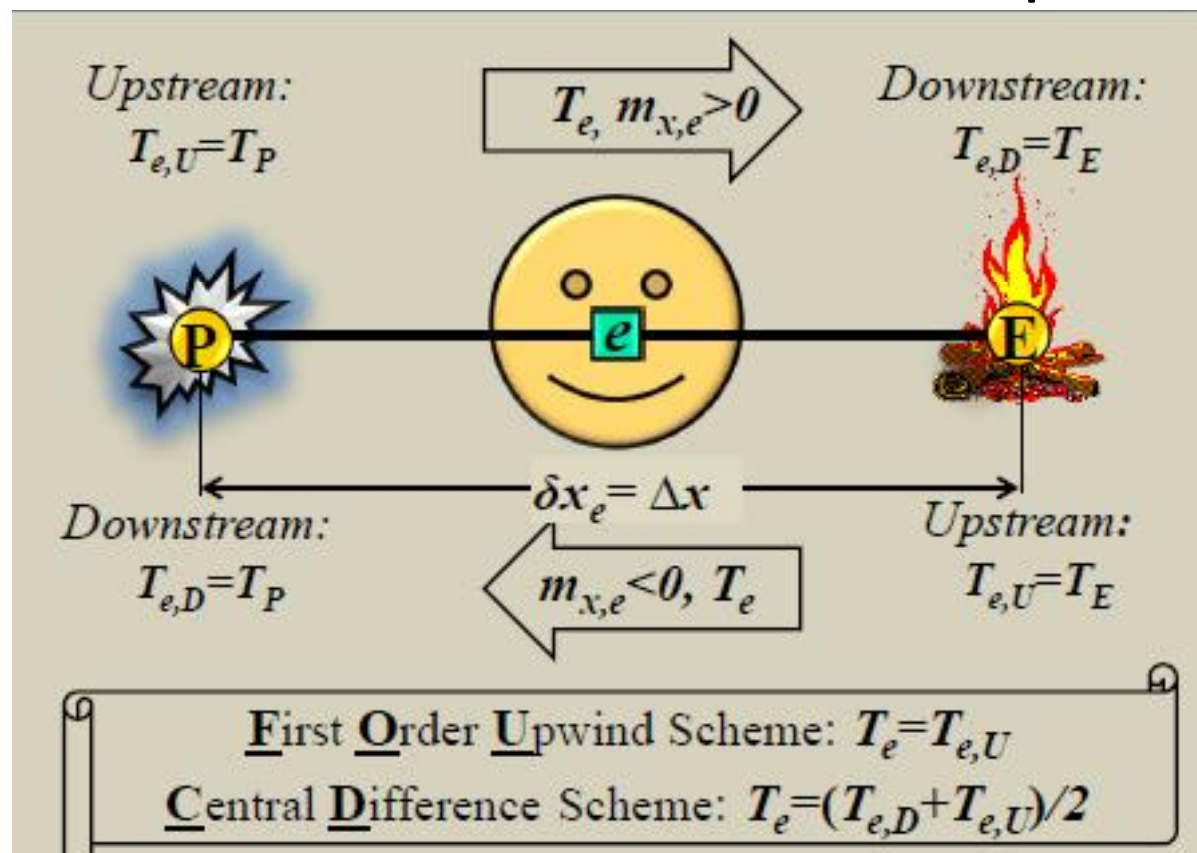 Upstream:
T_{e,U}=T_P
T_{e,} m_{x,e}>0
Downstream:
T_{e,D}=T_E
P
e
E
δx_e= Δx
Downstream:
T_{e,D}=T_P
m_{x,e}<0, T_e
Upstream:
T_{e,U}=T_E
First Order Upwind Scheme: T_e=T_{e,U}
Central Difference Scheme: T_e=(T_{e,D}+T_{e,U})/2